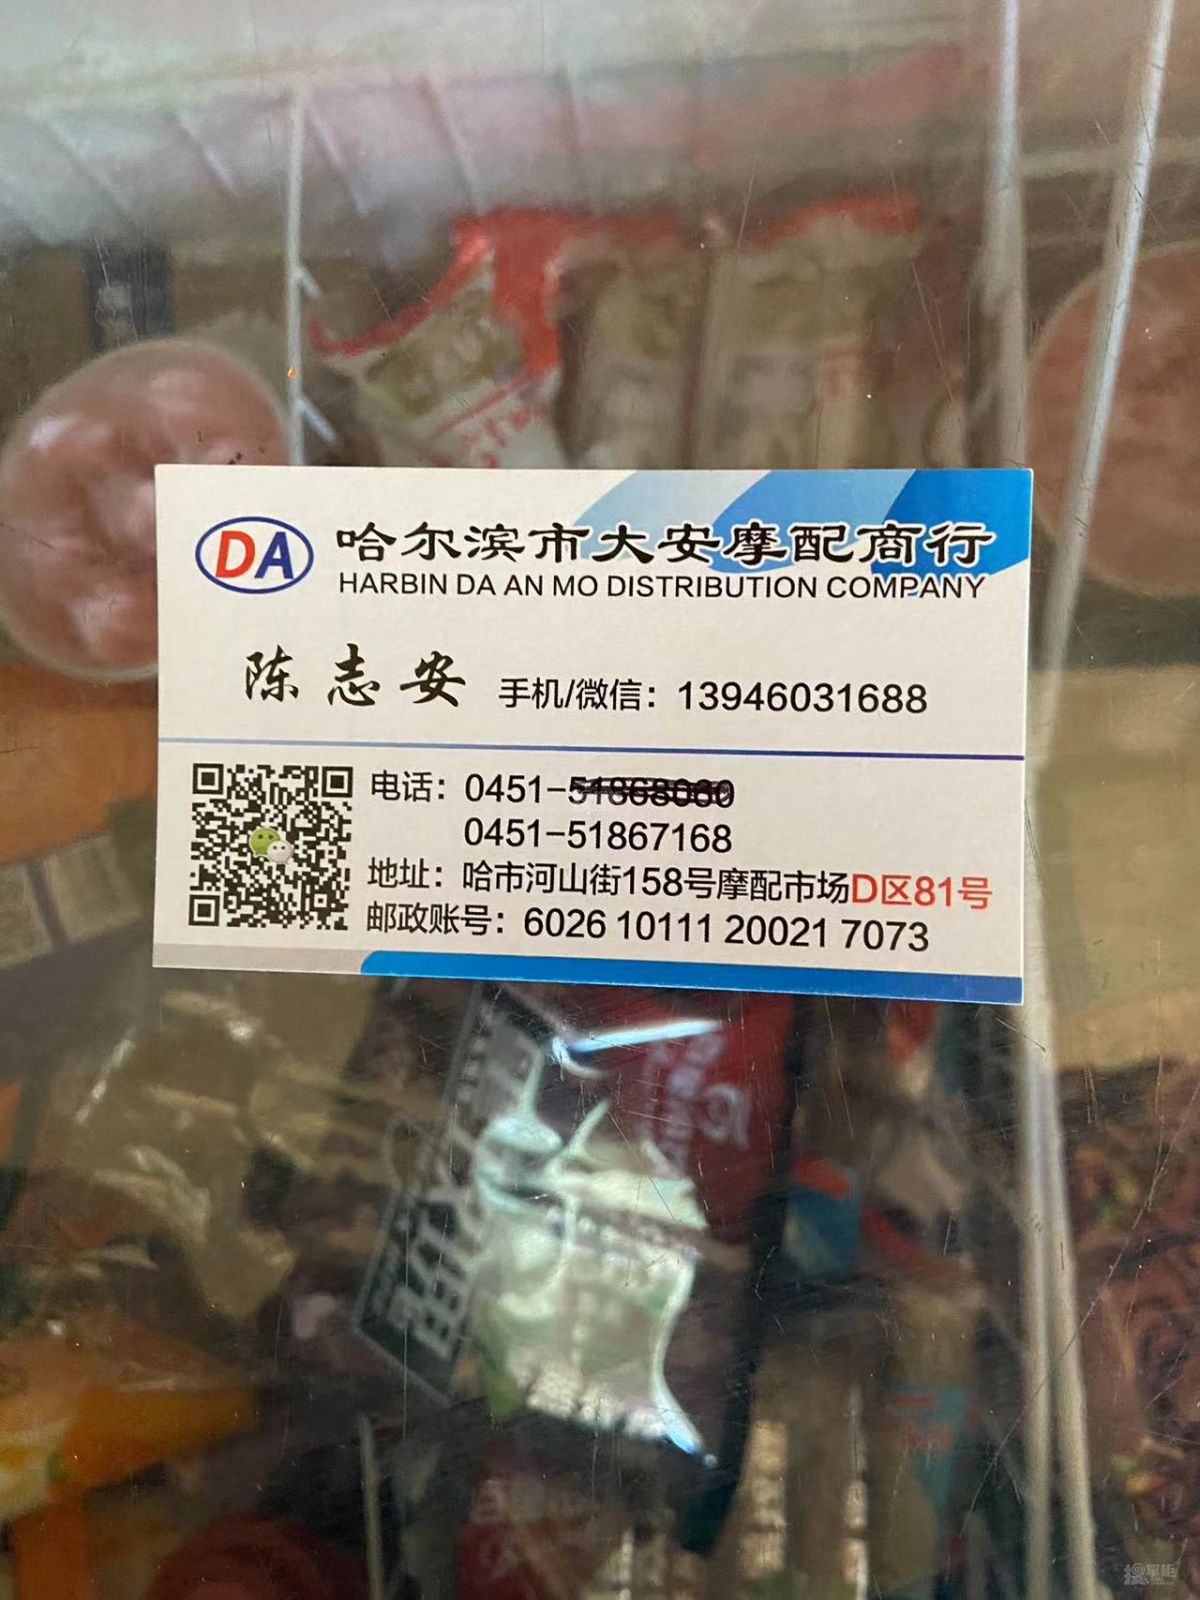 DA 哈尔滨市大安摩配商行
HARBIN DA AN MO DISTRIBUTION COMPANY
陈志安 手机/微信：13946031688
电话：0451-51868060
0451-51867168
地址：哈市河山街158号摩配市场D区81号
邮政账号：6026 10111 20021 7073